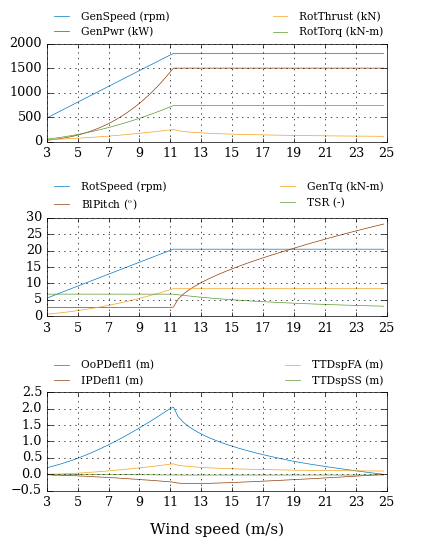 GenSpeed (rpm) RotThrust (kN)
GenPwr (kW) RotTorq (kN-m)
2000
1500
1000
500
0
3 5 7 9 11 13 15 17 19 21 23 25
RotSpeed (rpm) GenTq (kN-m)
BlPitch (°) TSR (-)
30
25
20
15
10
5
0
3 5 7 9 11 13 15 17 19 21 23 25
OoPDefl1 (m) TTDspFA (m)
IPDefl1 (m) TTDspSS (m)
2.5
2.0
1.5
1.0
0.5
0.0
−0.5
3 5 7 9 11 13 15 17 19 21 23 25
Wind speed (m/s)